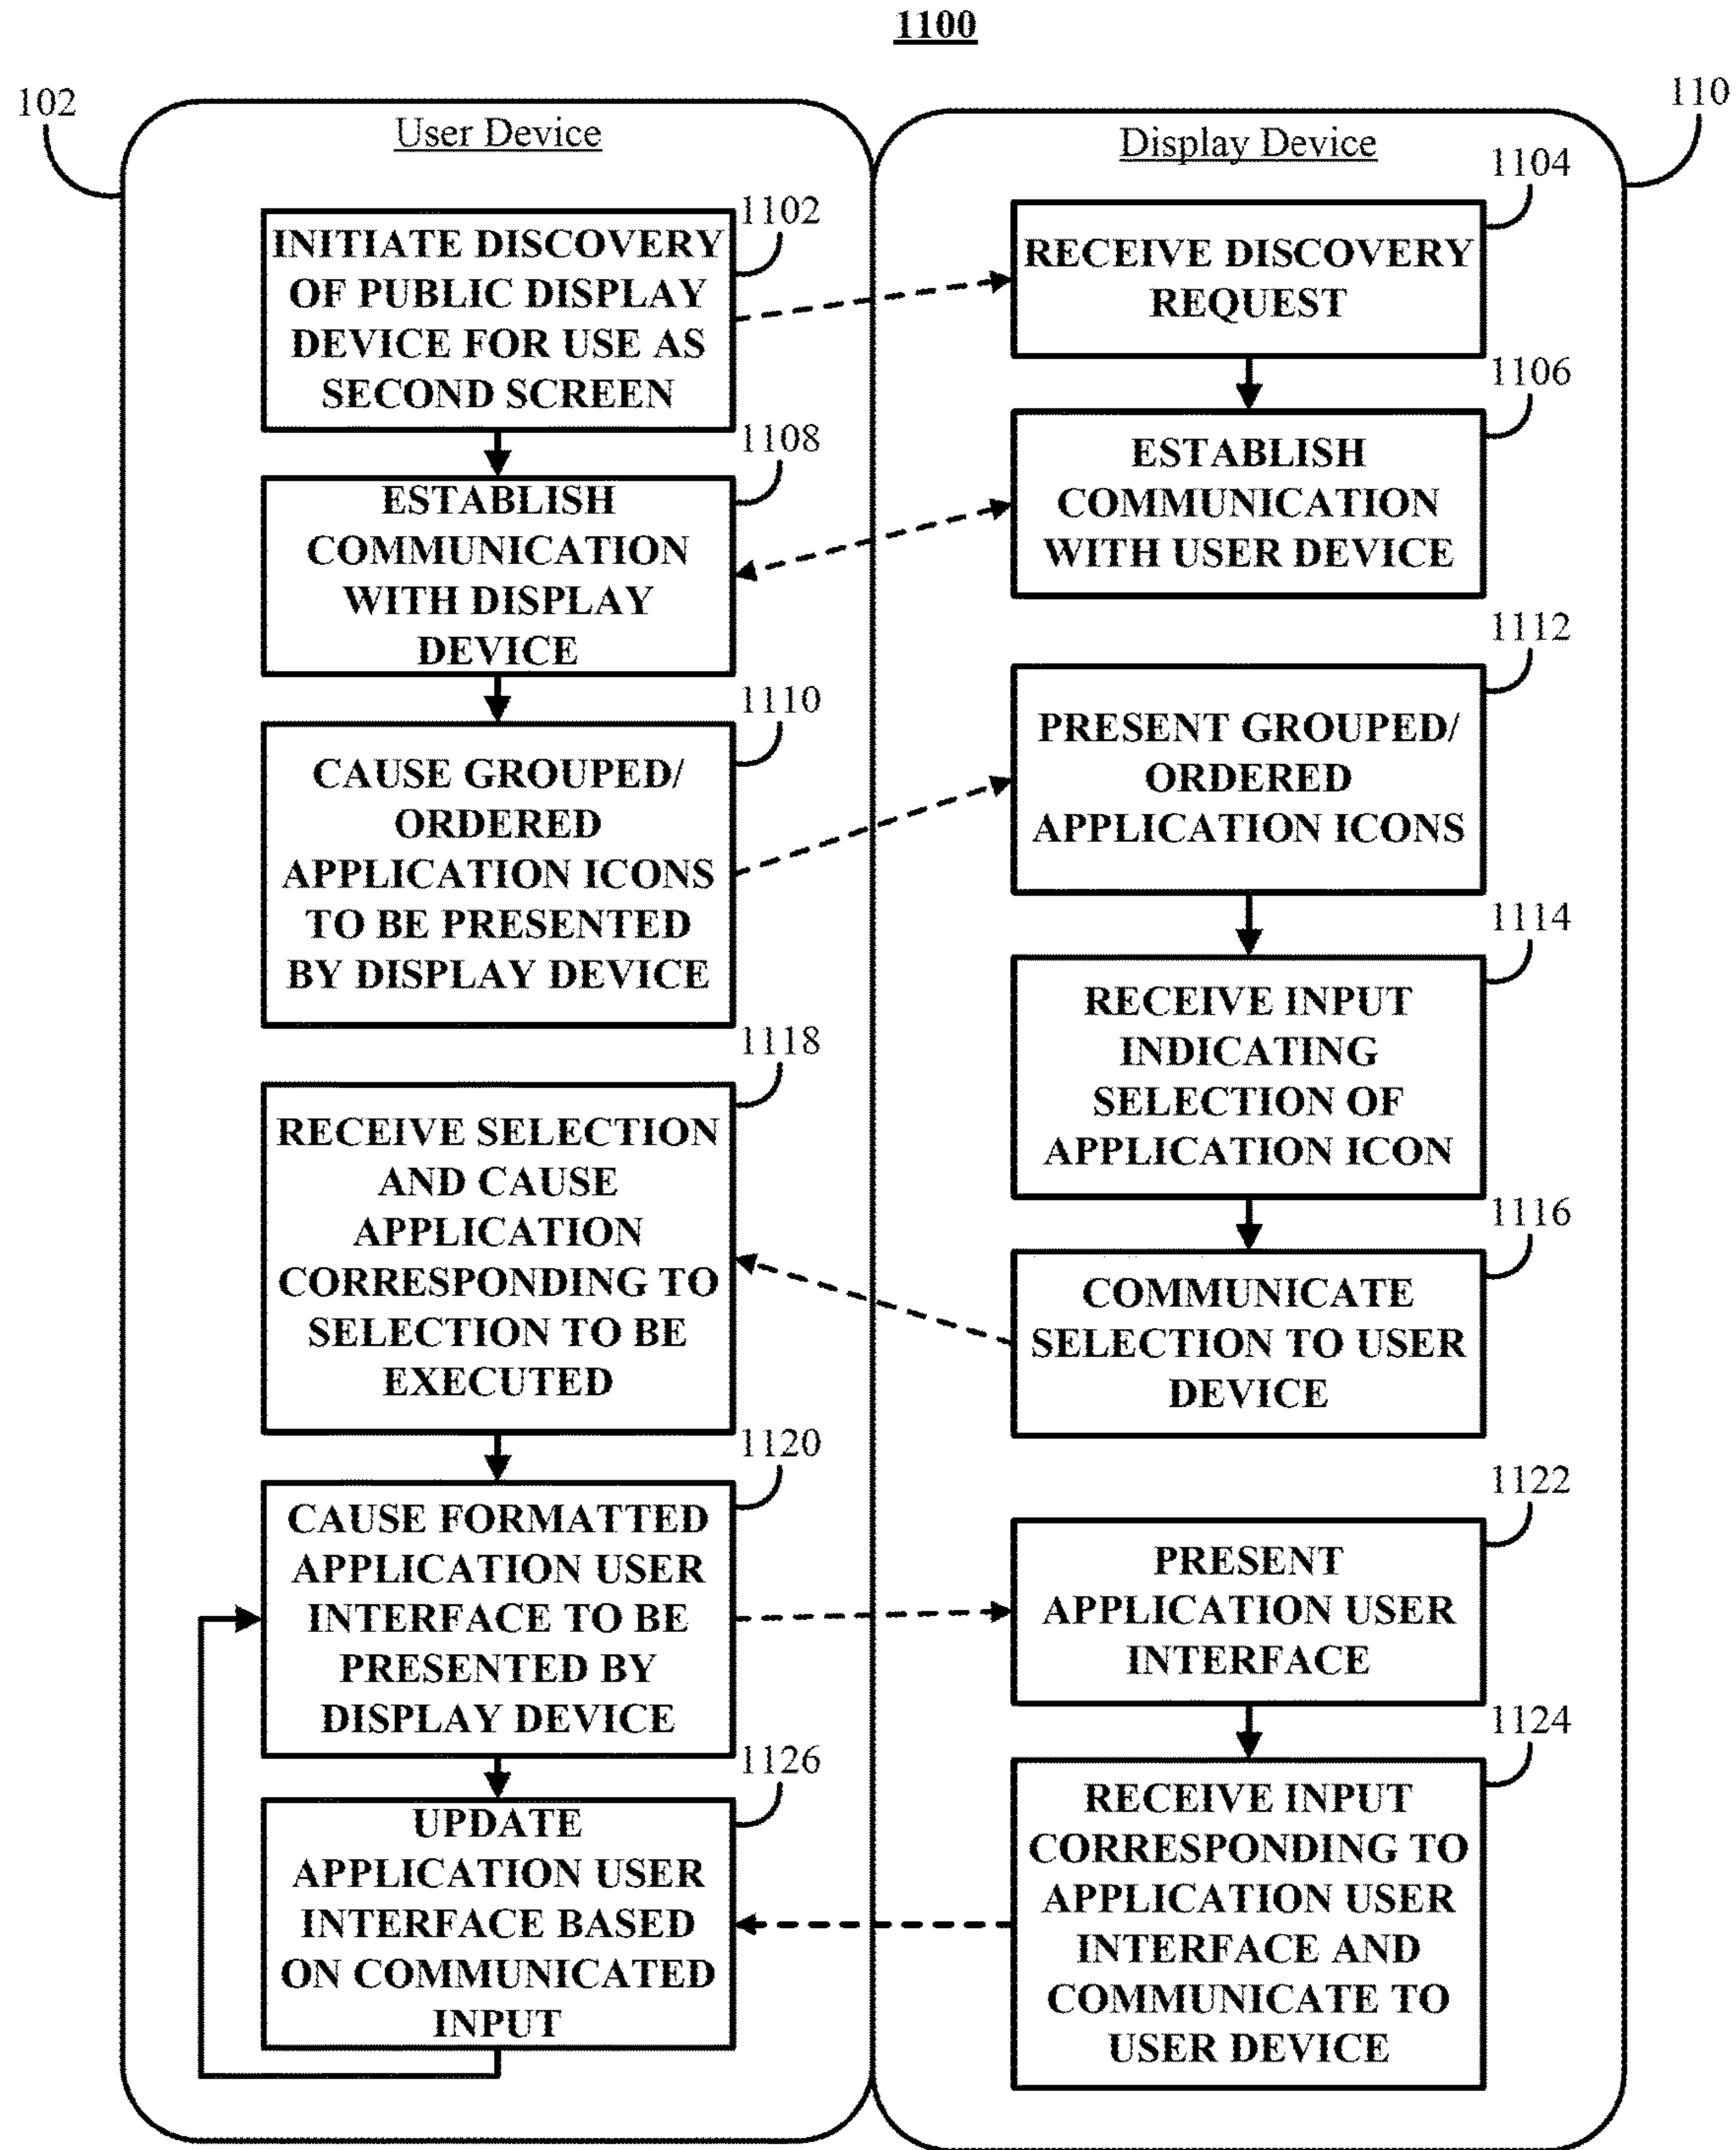 1100
102
110
User Device
Display Device
1102
INITIATE DISCOVERY
OF PUBLIC DISPLAY
DEVICE FOR USE AS
SECOND SCREEN
1104
RECEIVE DISCOVERY
REQUEST
1106
ESTABLISH
COMMUNICATION
WITH USER DEVICE
1108
ESTABLISH
COMMUNICATION
WITH DISPLAY
DEVICE
1110
CAUSE GROUPED/
ORDERED
APPLICATION ICONS
TO BE PRESENTED
BY DISPLAY DEVICE
1112
PRESENT GROUPED/
ORDERED
APPLICATION ICONS
1114
RECEIVE INPUT
INDICATING
SELECTION OF
APPLICATION ICON
1116
COMMUNICATE
SELECTION TO USER
DEVICE
1118
RECEIVE SELECTION
AND CAUSE
APPLICATION
CORRESPONDING TO
SELECTION TO BE
EXECUTED
1120
CAUSE FORMATTED
APPLICATION USER
INTERFACE TO BE
PRESENTED BY
DISPLAY DEVICE
1122
PRESENT
APPLICATION USER
INTERFACE
1124
RECEIVE INPUT
CORRESPONDING TO
APPLICATION USER
INTERFACE AND
COMMUNICATE TO
USER DEVICE
1126
UPDATE
APPLICATION USER
INTERFACE BASED
ON COMMUNICATED
INPUT